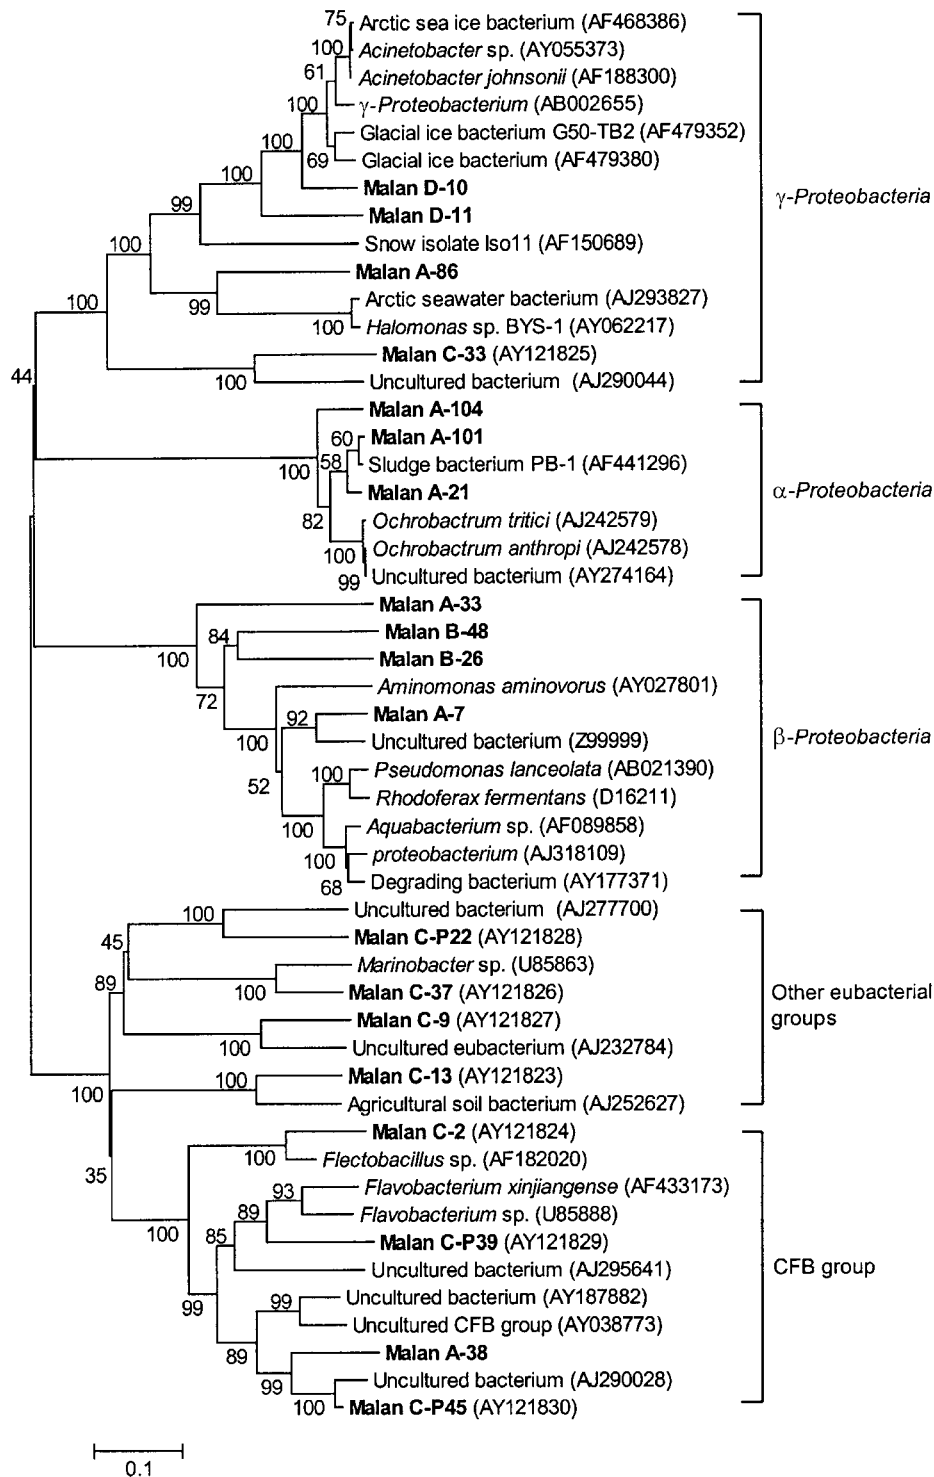 75
Arctic sea ice bacterium (AF468386)
100
Acinetobacter sp. (AY055373)
61
Acinetobacter johnsonii (AF188300)
100
γ-Proteobacterium (AB002655)
Glacial ice bacterium G50-TB2 (AF479352)
100
69
Glacial ice bacterium (AF479380)
100
Malan D-10
γ-Proteobacteria
99
Malan D-11
100
Snow isolate Iso11 (AF150689)
Malan A-86
100
99
Arctic seawater bacterium (AJ293827)
100
Halomonas sp. BYS-1 (AY062217)
Malan C-33 (AY121825)
44
100
Uncultured bacterium (AJ290044)
Malan A-104
60
Malan A-101
100
58
Sludge bacterium PB-1 (AF441296)
Malan A-21
α-Proteobacteria
82
Ochrobactrum tritici (AJ242579)
100
Ochrobactrum anthropi (AJ242578)
99
Uncultured bacterium (AY274164)
Malan A-33
84
Malan B-48
100
Malan B-26
72
Aminomonas aminovorus (AY027801)
92
Malan A-7
100
Uncultured bacterium (Z99999)
β-Proteobacteria
52
100
Pseudomonas lanceolata (AB021390)
Rhodoferax fermentans (D16211)
100
Aquabacterium sp. (AF089858)
100
proteobacterium (AJ318109)
68
Degrading bacterium (AY177371)
100
Uncultured bacterium (AJ277700)
45
Malan C-P22 (AY121828)
89
Marinobacter sp. (U85863)
100
Malan C-37 (AY121826)
Other eubacterial
groups
Malan C-9 (AY121827)
100
Uncultured eubacterium (AJ232784)
100
100
Malan C-13 (AY121823)
Agricultural soil bacterium (AJ252627)
Malan C-2 (AY121824)
35
100
Flectobacillus sp. (AF182020)
93
Flavobacterium xinjiangense (AF433173)
89
Flavobacterium sp. (U85888)
100
85
Malan C-P39 (AY121829)
Uncultured bacterium (AJ295641)
CFB group
99
99
Uncultured bacterium (AY187882)
Uncultured CFB group (AY038773)
89
Malan A-38
99
Uncultured bacterium (AJ290028)
100
Malan C-P45 (AY121830)
0.1